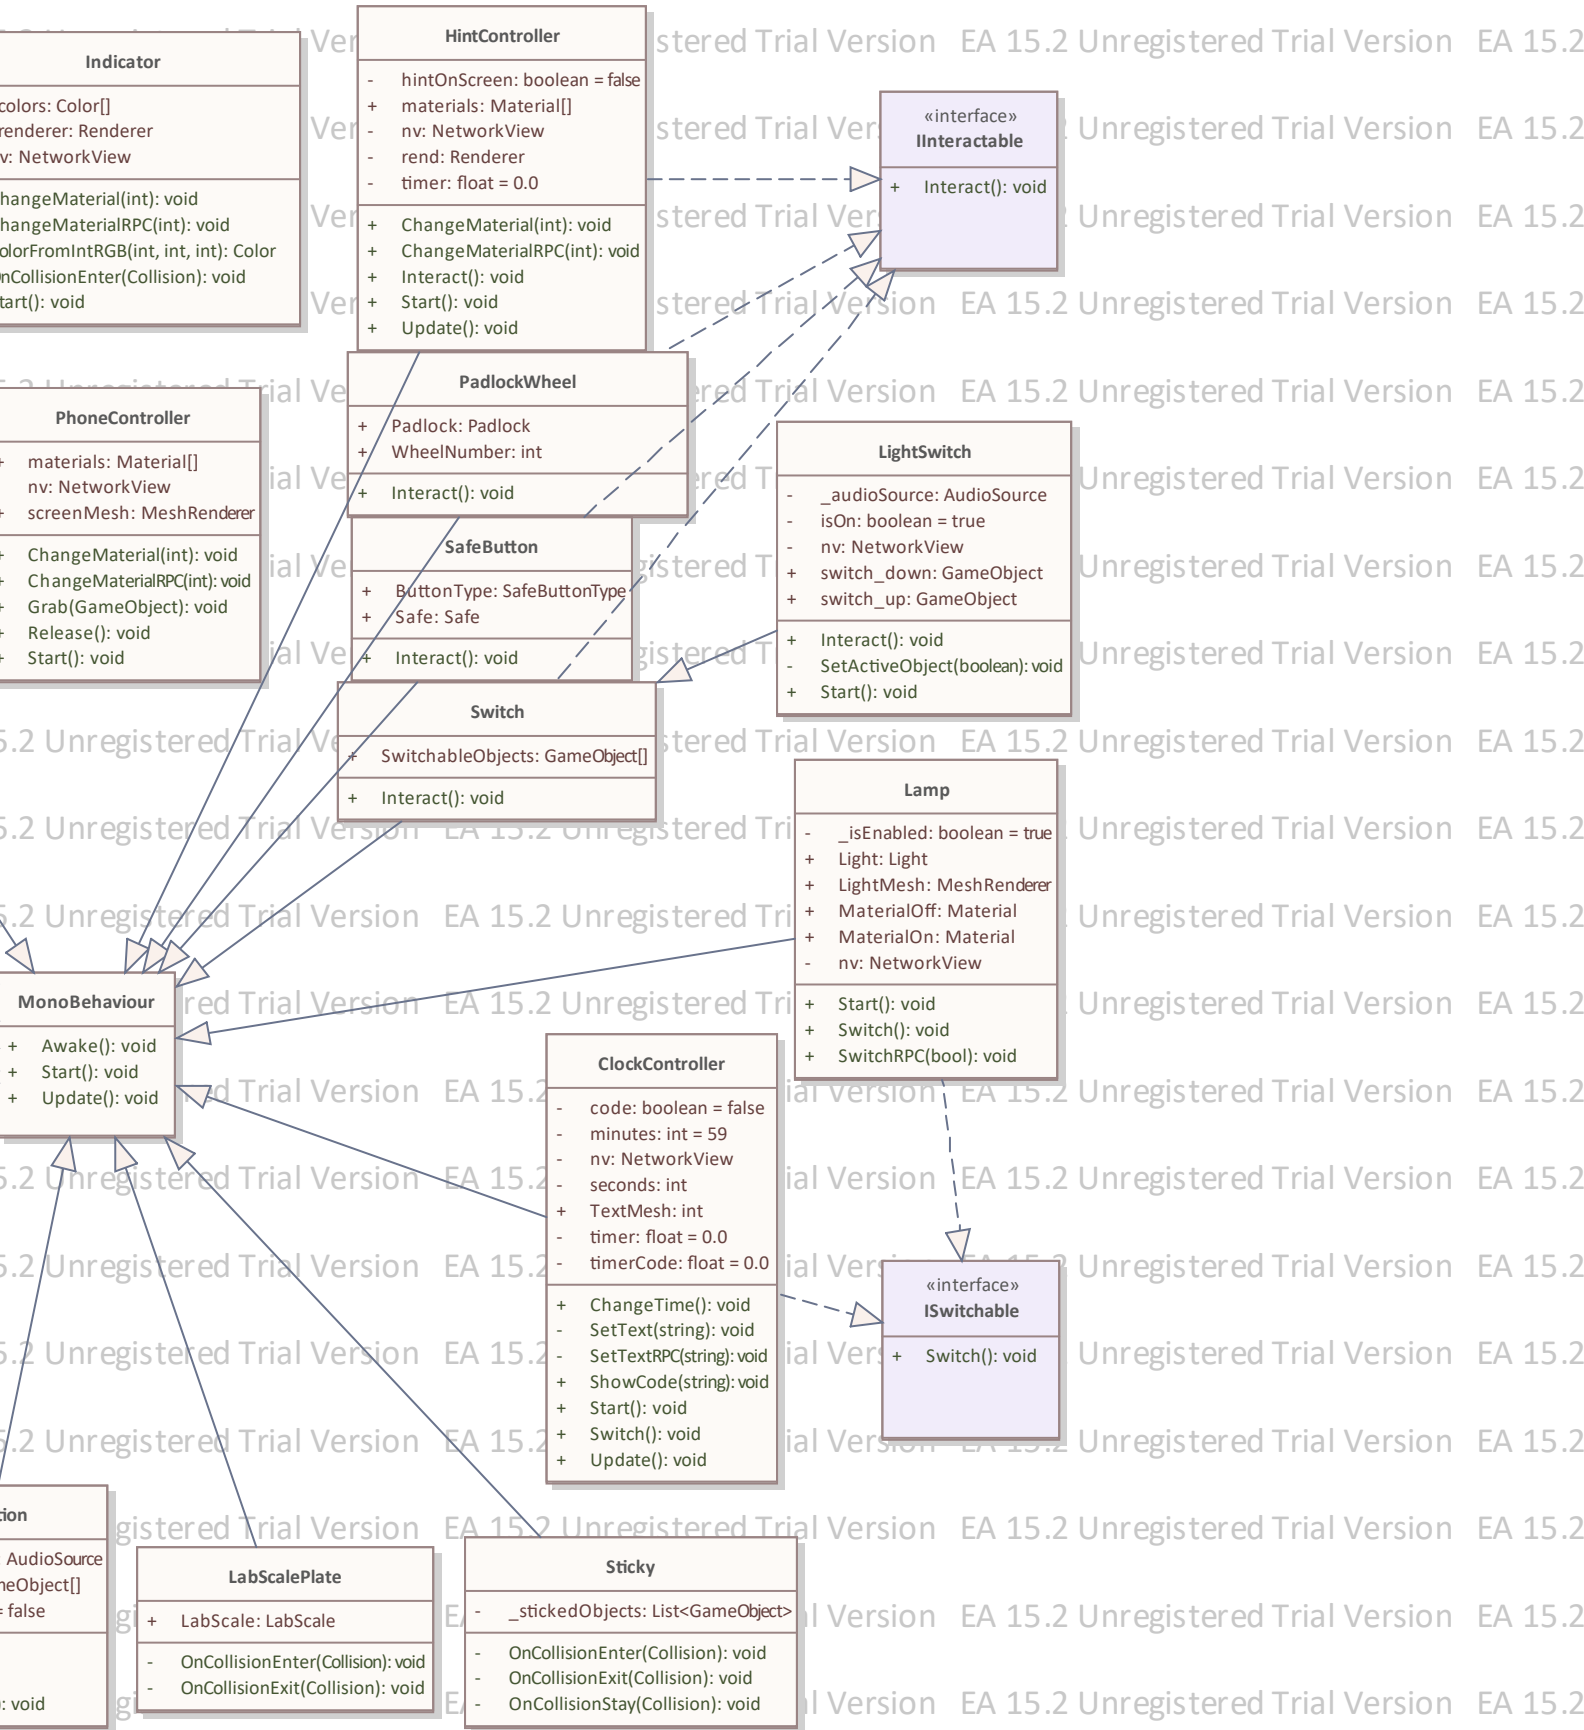 Indicator
colors: Color[]
renderer: Renderer
v: NetworkView
hangeMaterial(int): void
hangeMaterialRPC(int): void
olorFromIntRGB(int, int, int): Color
nCollisionEnter(Collision): void
tart(): void
HintController
- hintOnScreen: boolean = false
+ materials: Material[]
- nv: NetworkView
- rend: Renderer
- timer: float = 0.0
+ ChangeMaterial(int): void
+ ChangeMaterialRPC(int): void
+ Interact(): void
+ Start(): void
+ Update(): void
«interface»
IInteractable
+ Interact(): void
PhoneController
+ materials: Material[]
nv: NetworkView
+ screenMesh: MeshRenderer
+ ChangeMaterial(int): void
+ ChangeMaterialRPC(int): void
+ Grab(GameObject): void
+ Release(): void
+ Start(): void
PadlockWheel
+ Padlock: Padlock
+ WheelNumber: int
+ Interact(): void
SafeButton
+ ButtonType: SafeButtonType
+ Safe: Safe
+ Interact(): void
Switch
+ SwitchableObjects: GameObject[]
+ Interact(): void
LightSwitch
- _audioSource: AudioSource
- isOn: boolean = true
- nv: NetworkView
+ switch_down: GameObject
+ switch_up: GameObject
+ Interact(): void
- SetActiveObject(boolean): void
+ Start(): void
Lamp
- _isEnabled: boolean = true
+ Light: Light
+ LightMesh: MeshRenderer
+ MaterialOff: Material
+ MaterialOn: Material
- nv: NetworkView
+ Start(): void
+ Switch(): void
+ SwitchRPC(bool): void
MonoBehaviour
+ Awake(): void
+ Start(): void
+ Update(): void
ClockController
- code: boolean = false
- minutes: int = 59
- nv: NetworkView
- seconds: int
+ TextMesh: int
- timer: float = 0.0
- timerCode: float = 0.0
+ ChangeTime(): void
- SetText(string): void
- SetTextRPC(string): void
+ ShowCode(string): void
+ Start(): void
+ Switch(): void
+ Update(): void
«interface»
ISwitchable
+ Switch(): void
tion
AudioSource
meObject[]
= false
): void
LabScalePlate
+ LabScale: LabScale
- OnCollisionEnter(Collision): void
- OnCollisionExit(Collision): void
Sticky
- _stickedObjects: List<GameObject>
- OnCollisionEnter(Collision): void
- OnCollisionExit(Collision): void
- OnCollisionStay(Collision): void
EA 15.2 Unregistered Trial Version